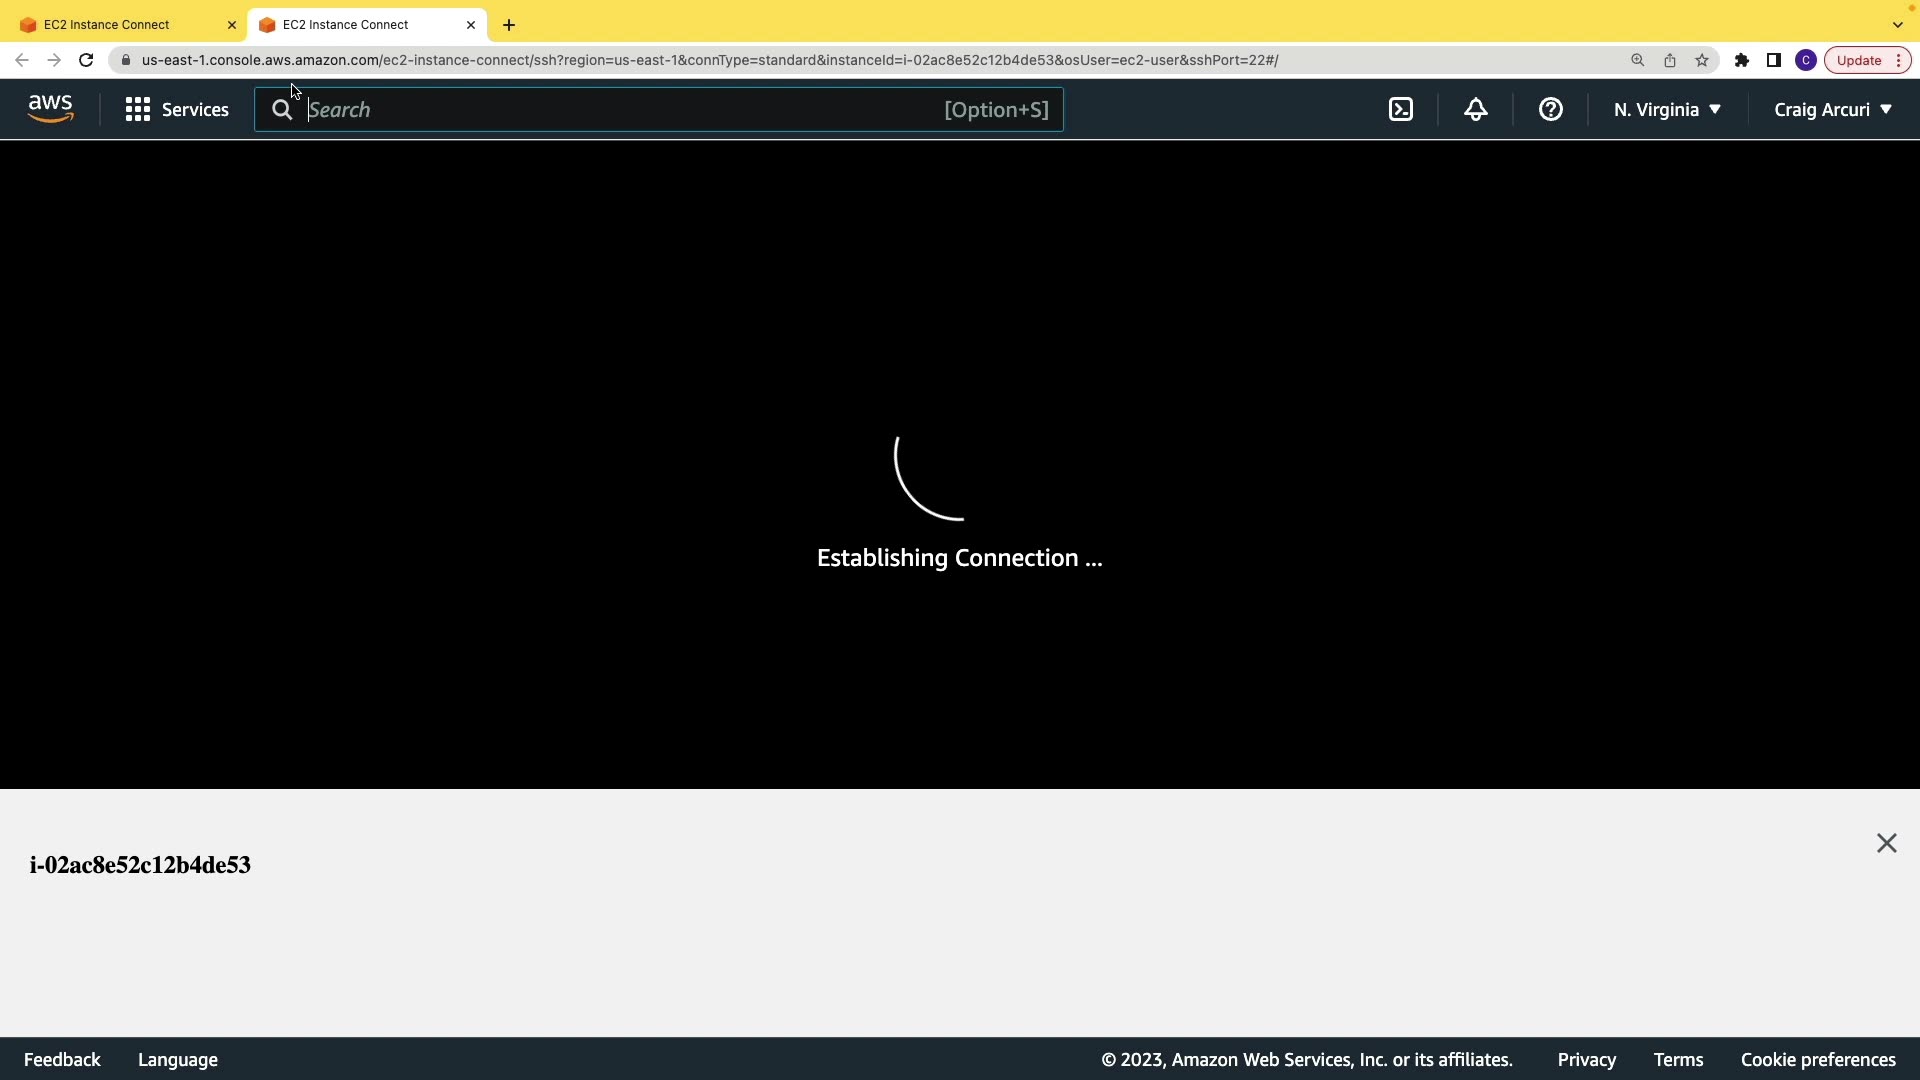 EC2 Instance Connect
EC2 Instance Connect
us-east-1.console.aws.amazon.com/ec2-instance-connect/ssh?region=us-east-1&connType=standard&instanceId=i-02ac8e52c12b4de53&osUser=ec2-user&sshPort=22#/
C
Update
aws
Services
Search
[Option+S]
N. Virginia
Craig Arcuri
Establishing Connection ...
i-02ac8e52c12b4de53
Feedback
Language
© 2023, Amazon Web Services, Inc. or its affiliates.
Privacy
Terms
Cookie preferences